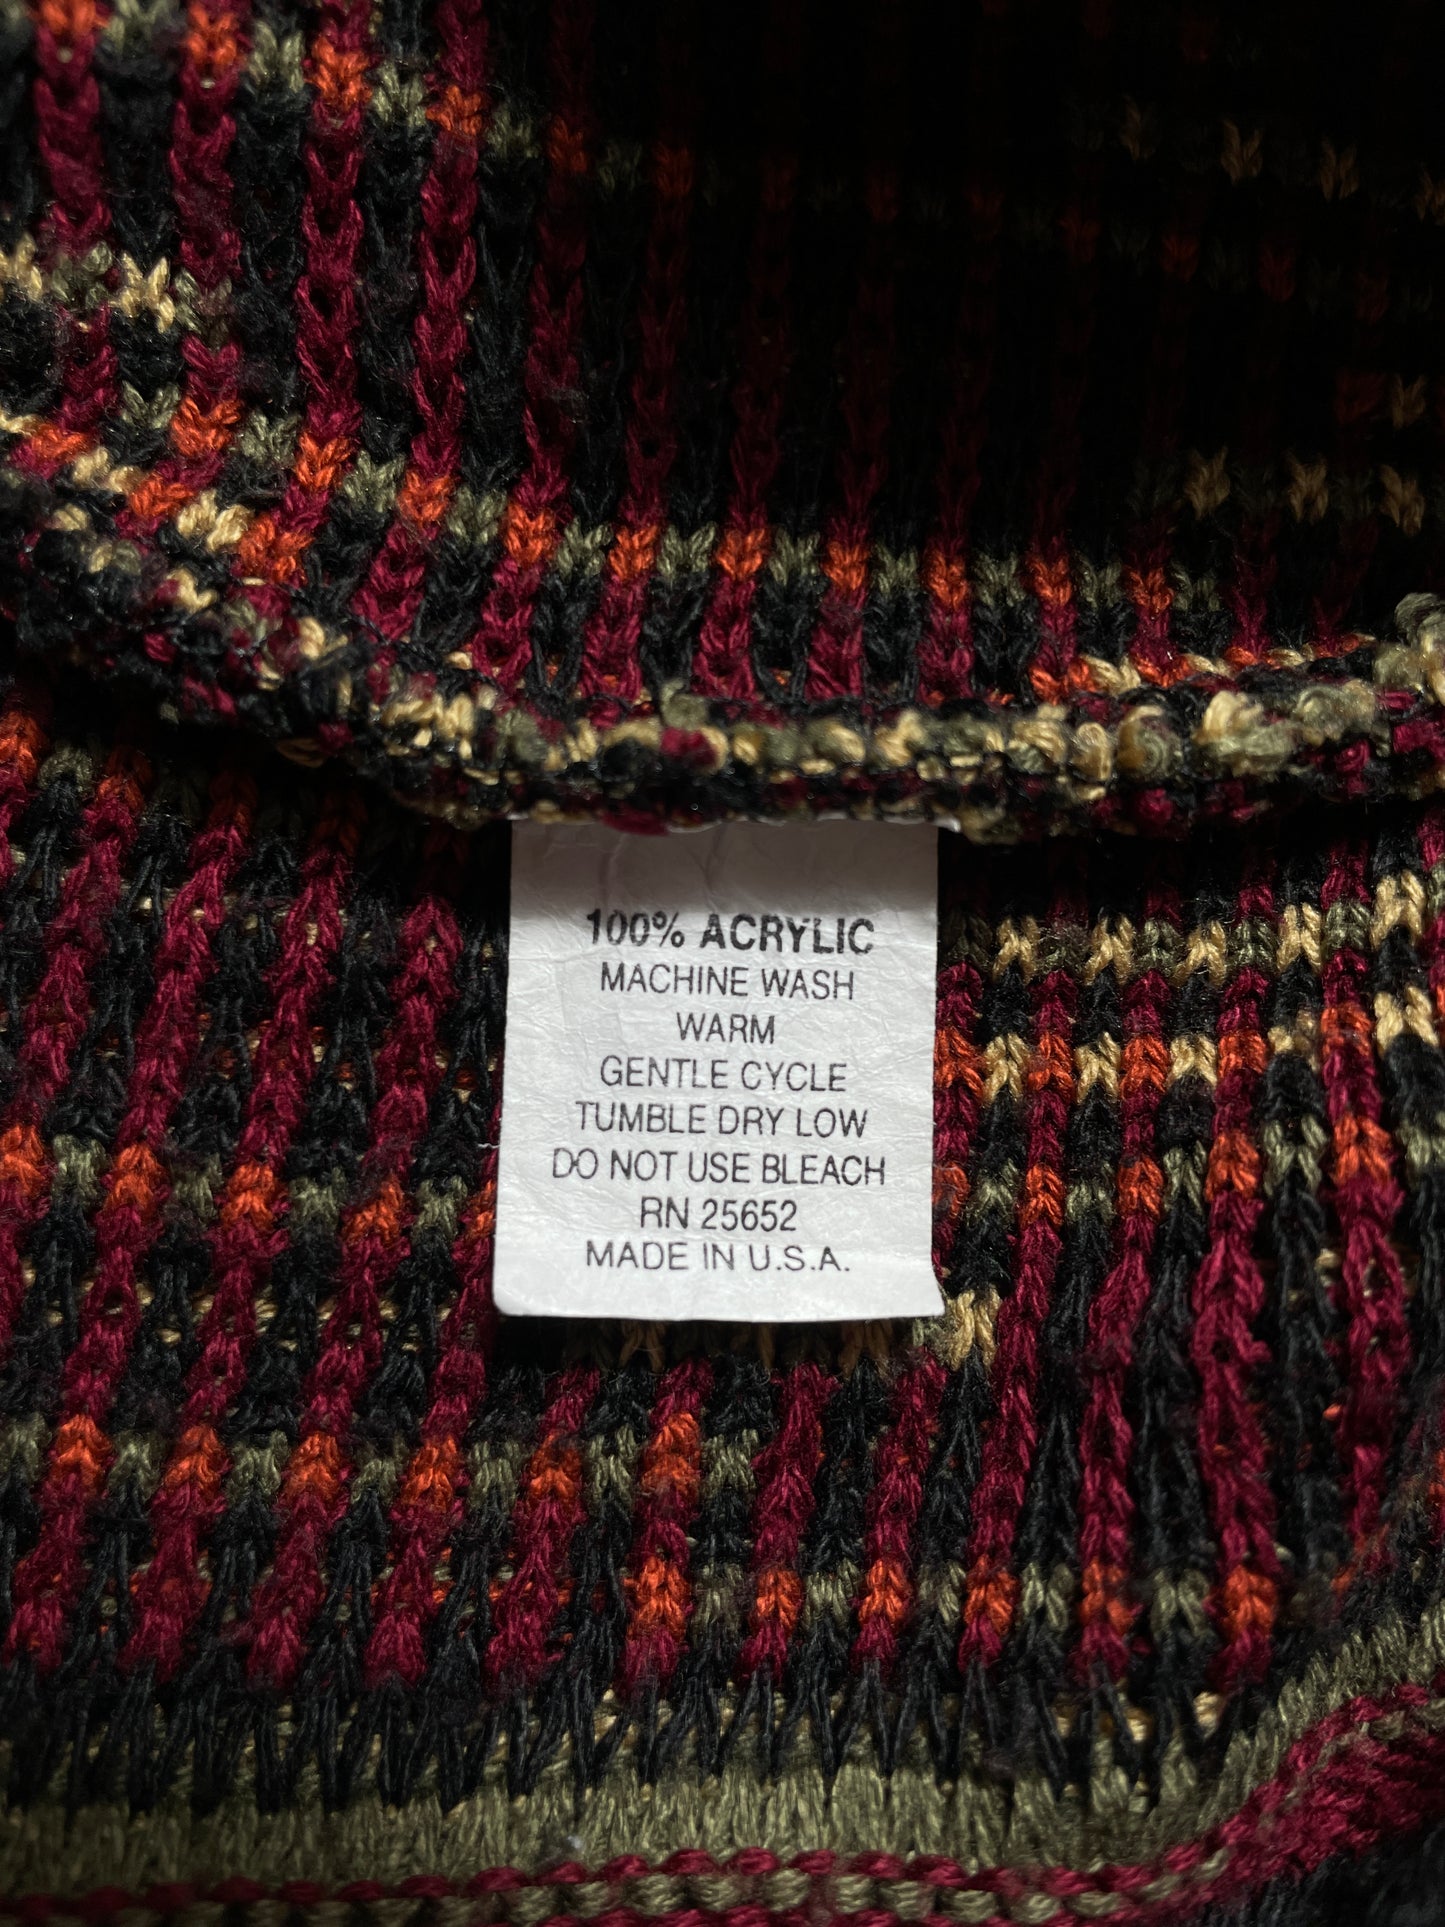 100% ACRYLIC
MACHINE WASH
WARM
GENTLE CYCLE
TUMBLE DRY LOW
DO NOT USE BLEACH
RN 25652
MADE IN U.S.A.